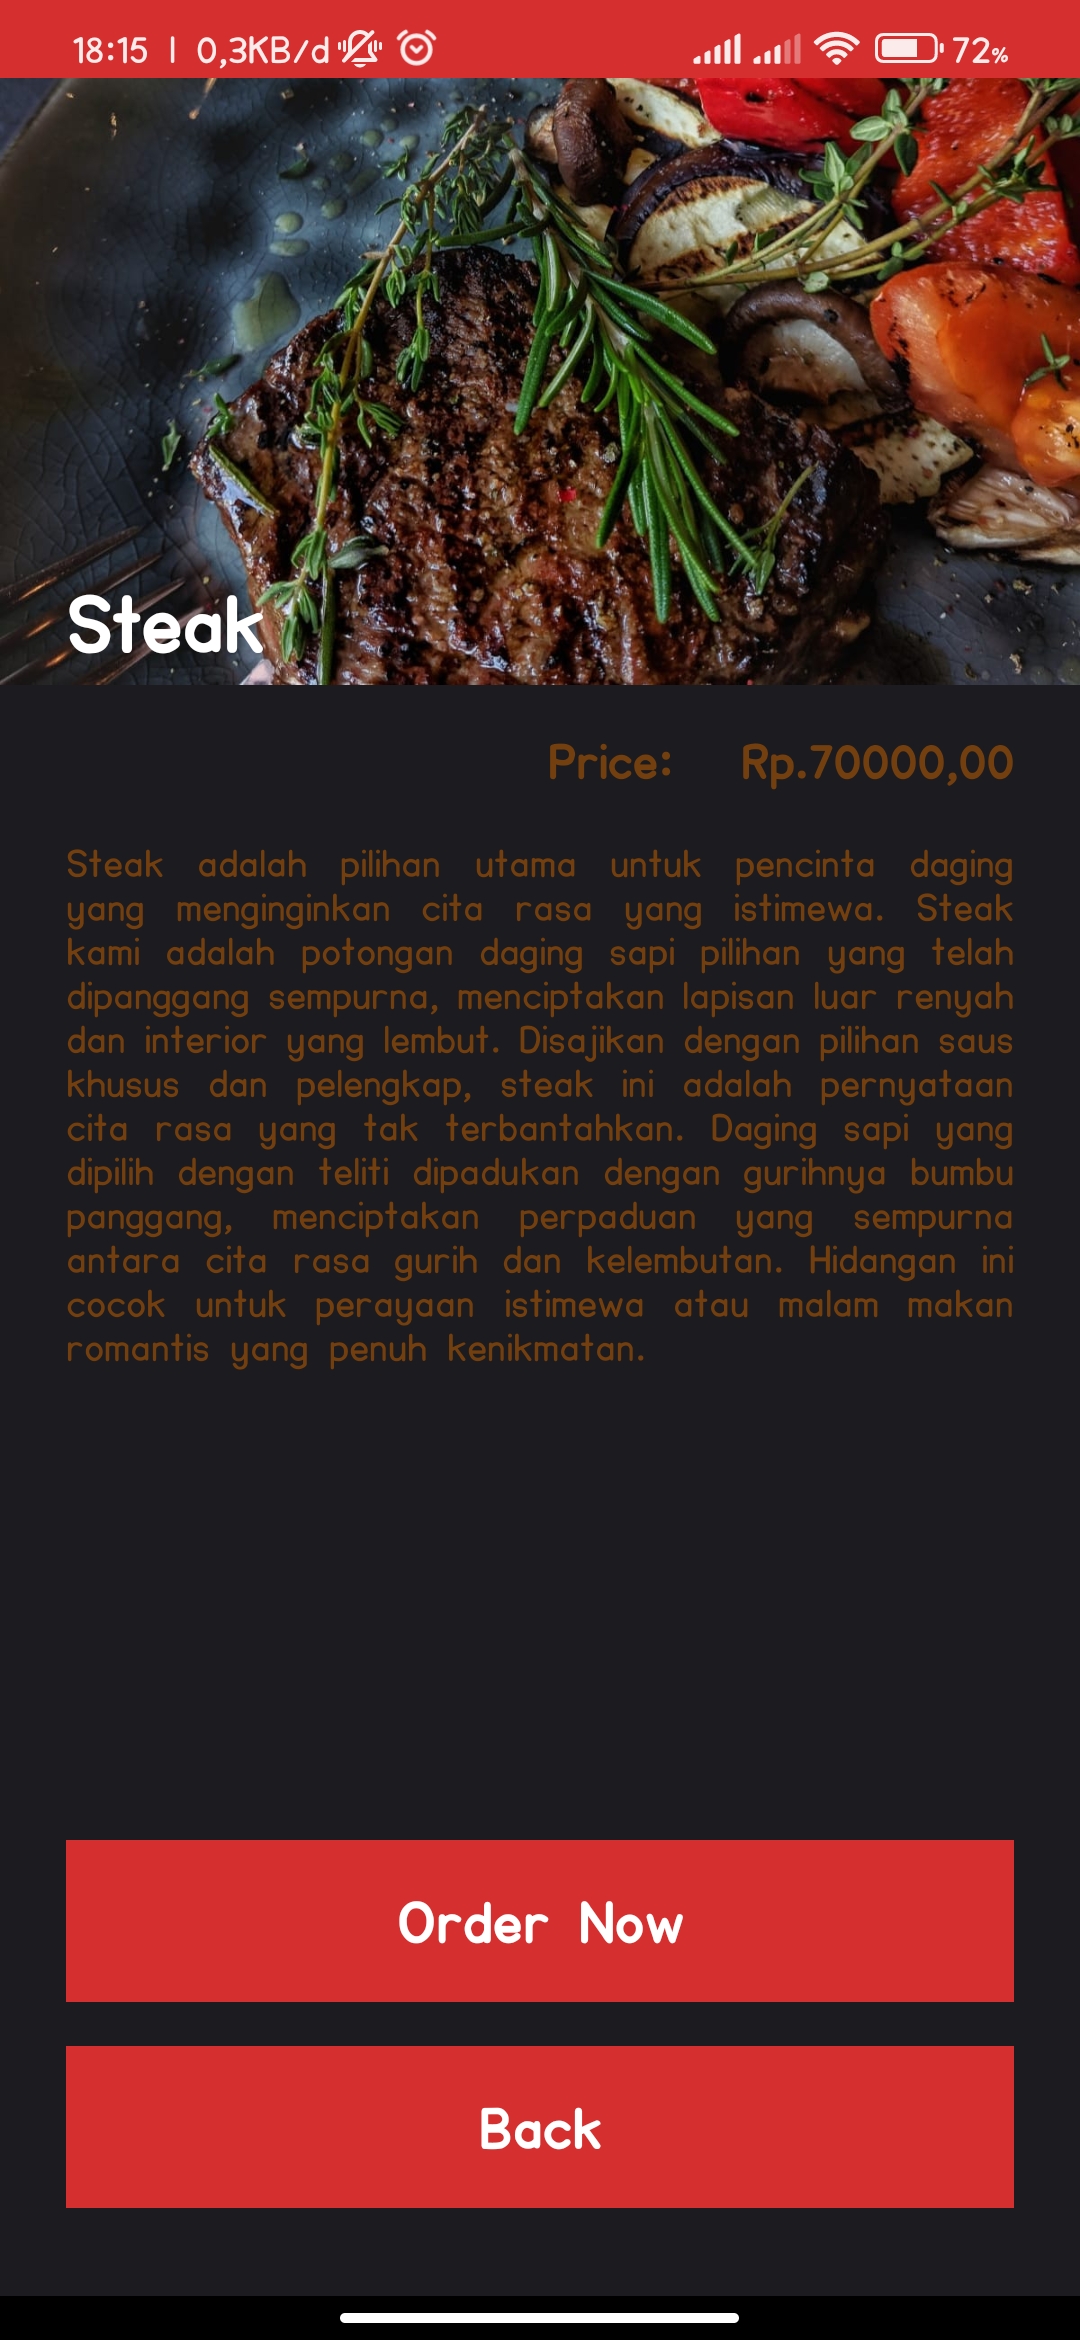 18:15 | 0,3KB/d 72%
Steak
Price: Rp.70000,00
Steak adalah pilihan utama untuk pencinta daging
yang menginginkan cita rasa yang istimewa. Steak
kami adalah potongan daging sapi pilihan yang telah
dipanggang sempurna, menciptakan lapisan luar renyah
dan interior yang lembut. Disajikan dengan pilihan saus
khusus dan pelengkap, steak ini adalah pernyataan
cita rasa yang tak terbantahkan. Daging sapi yang
dipilih dengan teliti dipadukan dengan gurihnya bumbu
panggang, menciptakan perpaduan yang sempurna
antara cita rasa gurih dan kelembutan. Hidangan ini
cocok untuk perayaan istimewa atau malam makan
romantis yang penuh kenikmatan.
Order Now
Back